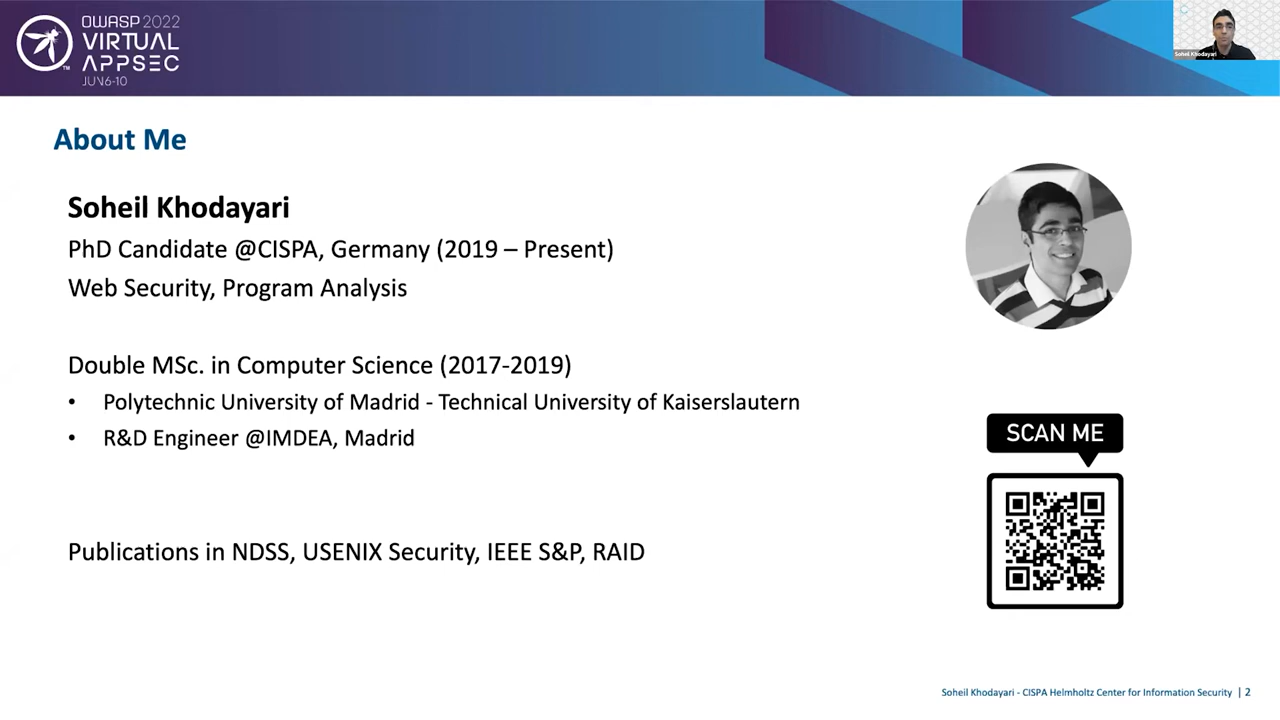 OWASP 2022
VIRTUAL
APPSEC
JUN 6-10
TM
Soheil Khodayari
About Me
Soheil Khodayari
PhD Candidate @CISPA, Germany (2019 – Present)
Web Security, Program Analysis
Double MSc. in Computer Science (2017-2019)
• Polytechnic University of Madrid - Technical University of Kaiserslautern
• R&D Engineer @IMDEA, Madrid
SCAN ME
Publications in NDSS, USENIX Security, IEEE S&P, RAID
Soheil Khodayari - CISPA Helmholtz Center for Information Security | 2